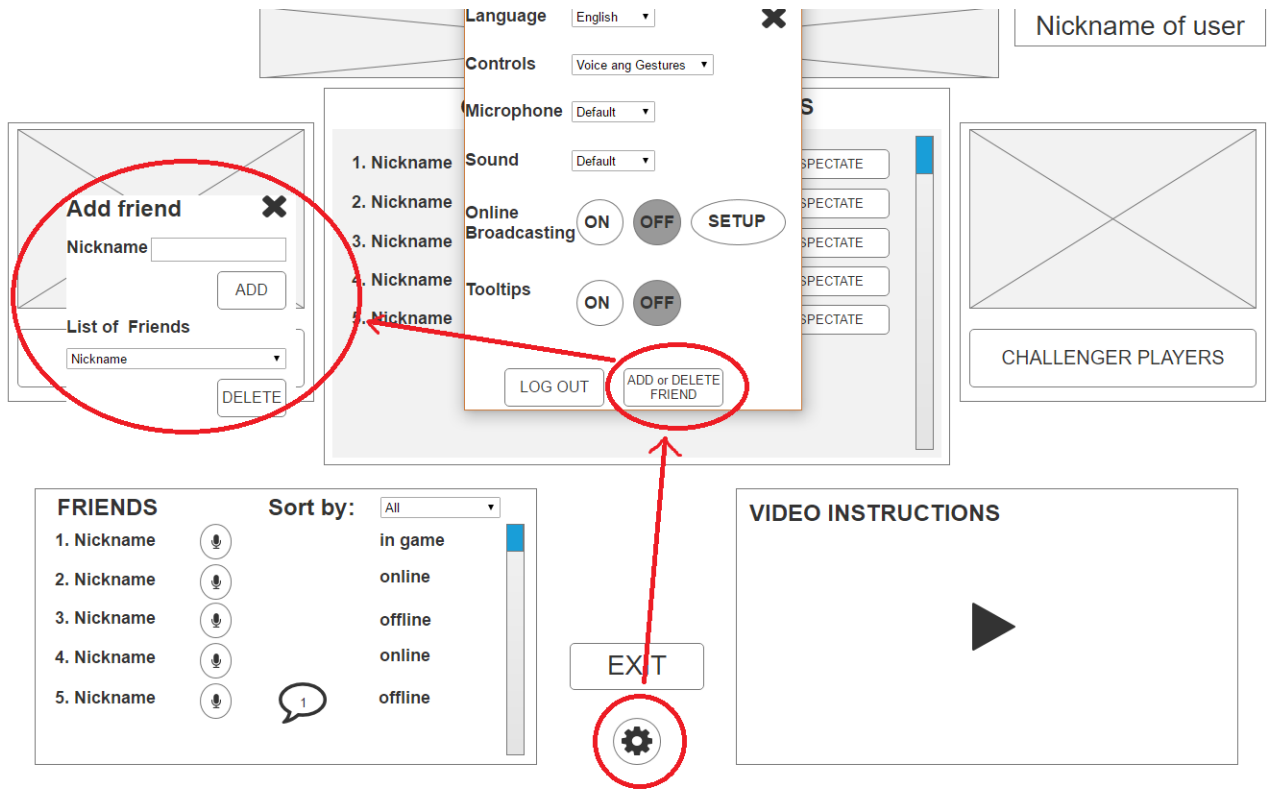 Language English
Nickname of user
Controls Voice ang Gestures
Microphone Default
S
Sound Default
Online
Broadcasting ON OFF SETUP
Tooltips ON OFF
LOG OUT
ADD or DELETE
FRIEND
1. Nickname SPECTATE
2. Nickname SPECTATE
3. Nickname SPECTATE
4. Nickname SPECTATE
5. Nickname SPECTATE
Add friend
Nickname
ADD
List of Friends
Nickname
DELETE
CHALLENGER PLAYERS
FRIENDS Sort by: All
1. Nickname in game
2. Nickname online
3. Nickname offline
4. Nickname online
5. Nickname 1 offline
EXIT
VIDEO INSTRUCTIONS